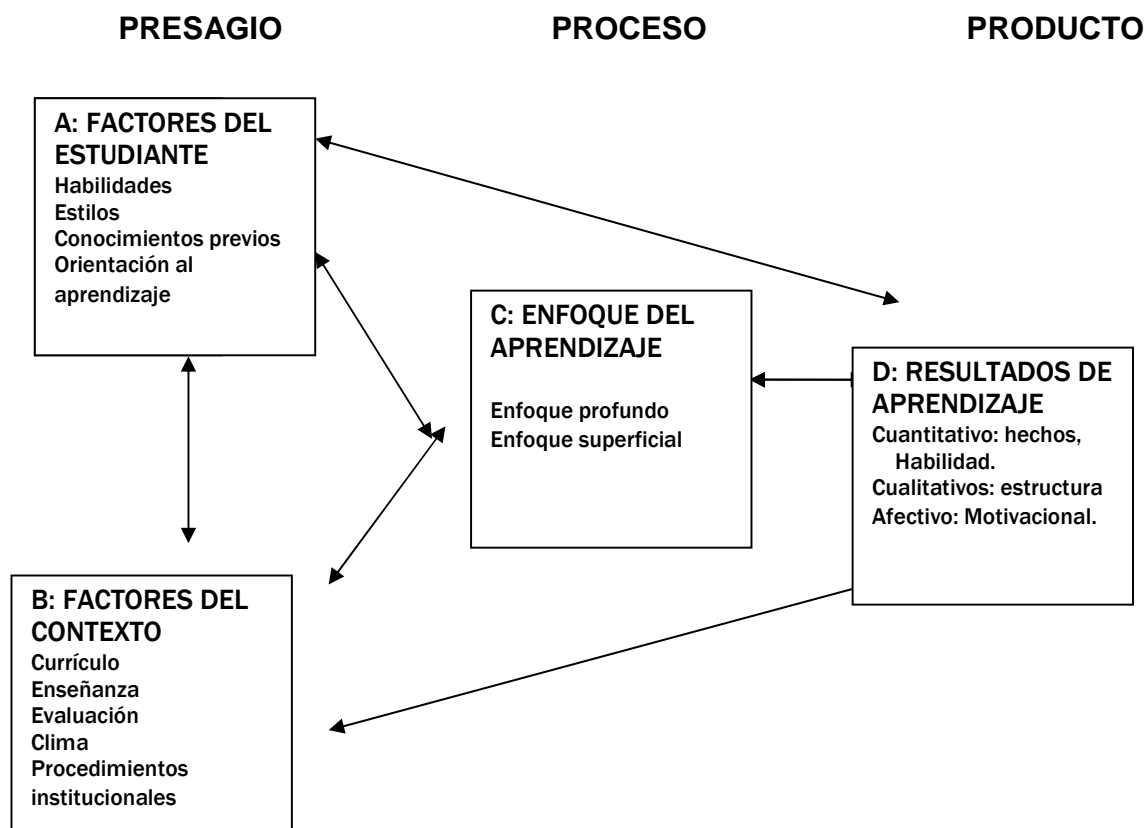 PRESAGIO PROCESO PRODUCTO
A: FACTORES DEL
ESTUDIANTE
Habilidades
Estilos
Conocimientos previos
Orientación al
aprendizaje
C: ENFOQUE DEL
APRENDIZAJE
Enfoque profundo
Enfoque superficial
D: RESULTADOS DE
APRENDIZAJE
Cuantitativo: hechos,
Habilidad.
Cualitativos: estructura
Afectivo: Motivacional.
B: FACTORES DEL
CONTEXTO
Currículo
Enseñanza
Evaluación
Clima
Procedimientos
institucionales